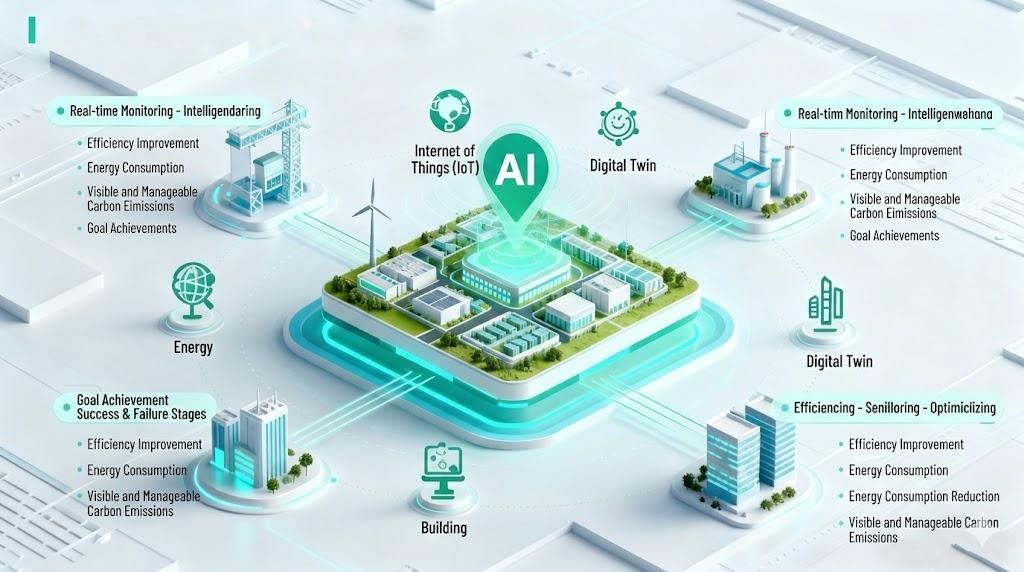 Real-time Monitoring - Intelligendaring
Efficiency Improvement
Energy Consumption
Visible and Manageable
Carbon Eimissions
Goal Achievements
Internet of
Things (IoT)
AI
Digital Twin
Real-tim Monitoring - Intelligenwahana
Efficiency Improvement
Energy Consumption
Visible and Manageable
Carbon Eimissions
Goal Achievements
Energy
Digital Twin
Goal Achievement
Success & Failure Stages
Efficiency Improvement
Energy Consumption
Visible and Manageable
Carbon Emissions
Building
Efficiencing - Senilloring - Optimiclizing
Efficiency Improvement
Energy Consumption
Energy Consumption Reduction
Visible and Manageable Carbon
Emissions